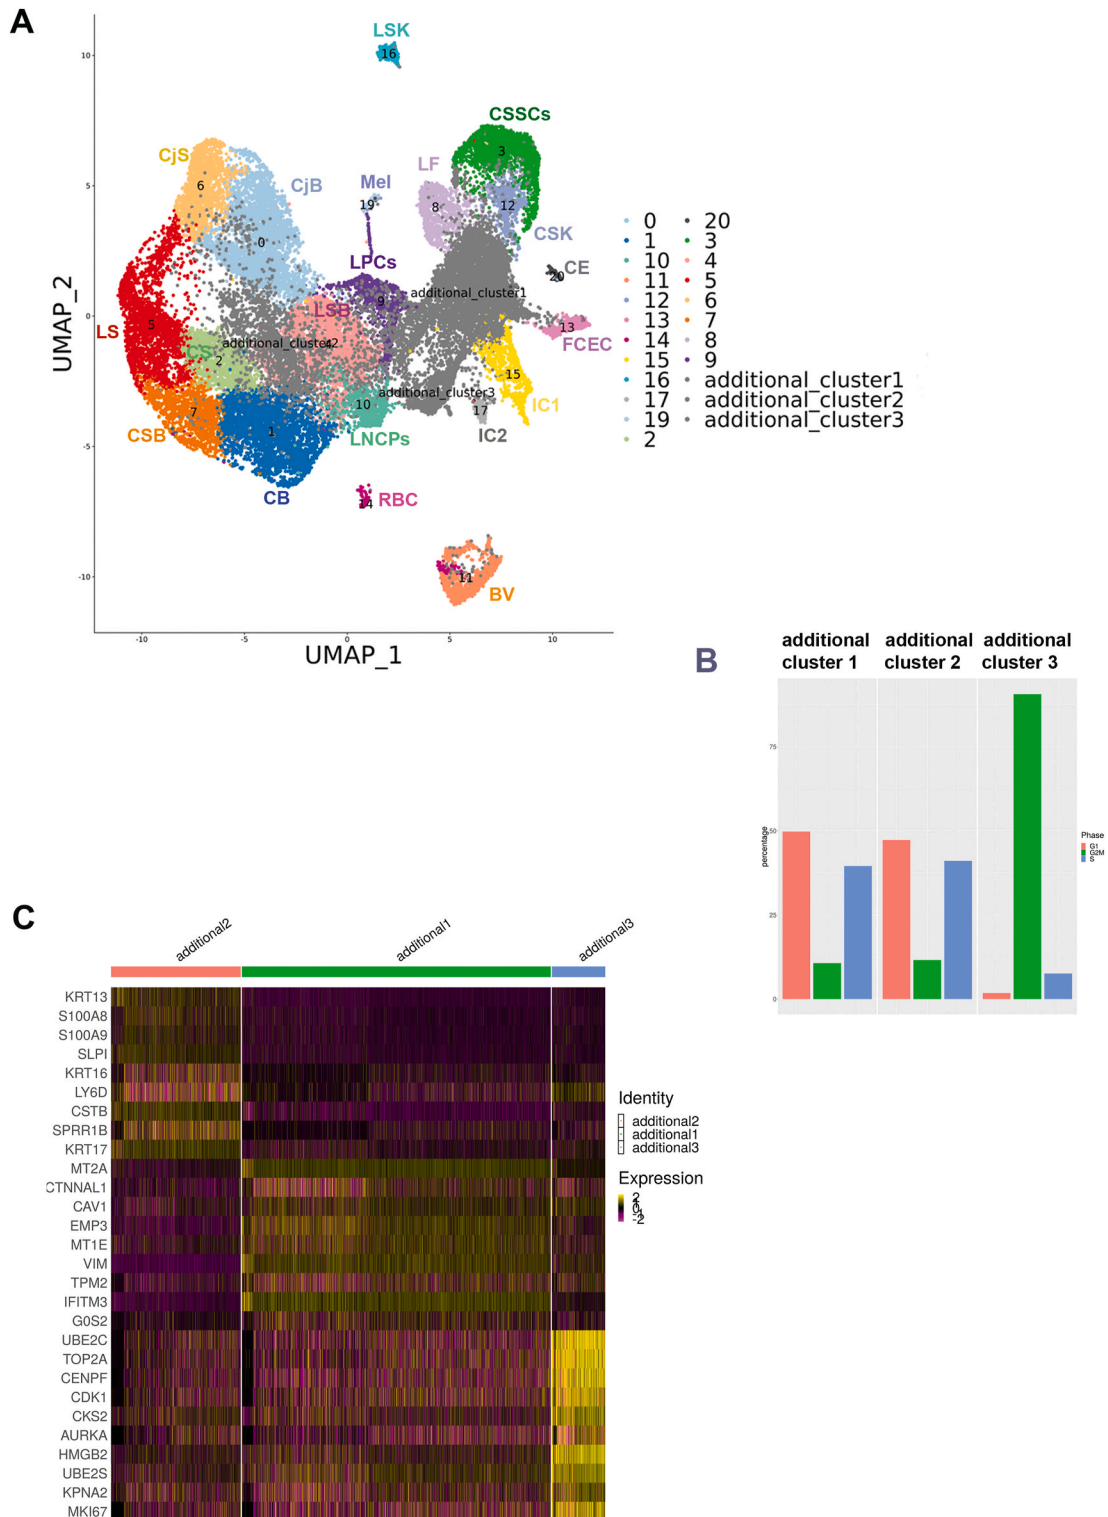 A
LSK
16
10
CSSCs
3
CjS
6
CjB
Mel
19
LF
8
12
CSK
5
0
LPCs
9
CE
20
additional_cluster1
LSB
0
LS
5
additional_cluster2
2
13
FCEC
15
additional_cluster3
CSB
7
1
10
LNCPs
17
IC1
IC2
-5
CB
14
RBC
-10
11
BV
-10
-5
0
5
10
UMAP_1
UMAP_2
0
1
10
11
12
13
14
15
16
17
19
2
20
3
4
5
6
7
8
9
additional_cluster1
additional_cluster2
additional_cluster3
B
additional cluster 1
additional cluster 2
additional cluster 3
75
50
25
0
percentage
Phase
G1
G2M
S
C
additional2
additional1
additional3
KRT13
S100A8
S100A9
SLPI
KRT16
LY6D
CSTB
SPRR1B
KRT17
MT2A
CTNNAL1
CAV1
EMP3
MT1E
VIM
TPM2
IFITM3
G0S2
UBE2C
TOP2A
CENPF
CDK1
CKS2
AURKA
HMGB2
UBE2S
KPNA2
MKI67
Identity
additional2
additional1
additional3
Expression
2
1
0
-1
-2